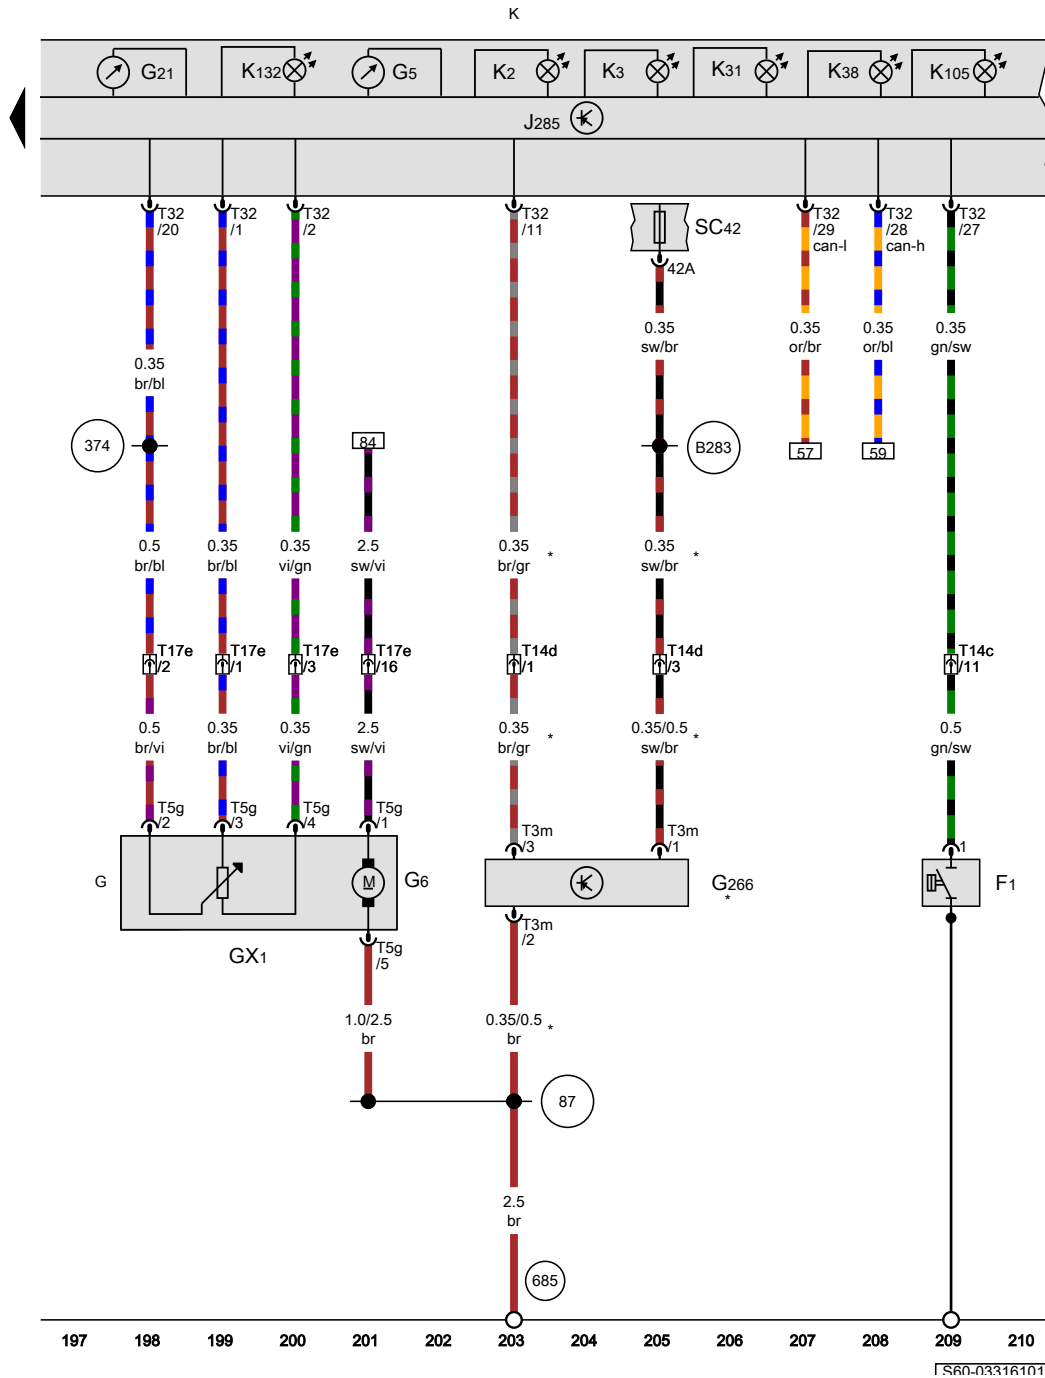 K
G21 K132 G5 K2 K3 K31 K38 K105
J285
T32 T32 T32 T32 SC42 T32 T32 T32
/20 /1 /2 /11 /29 /28 /27
can-l can-h
42A
0.35 0.35 0.35 0.35
sw/br or/br or/bl gn/sw
0.35
br/bl
374 84 B283 57 59
0.5 0.35 0.35 2.5 0.35 0.35
br/bl br/bl vi/gn sw/vi br/gr * sw/br *
T17e T17e T17e T17e T14d T14d T14c
/2 /1 /3 /16 /1 /3 /11
0.5 0.35 0.35 2.5 0.35 0.35/0.5 0.5
br/vi br/bl vi/gn sw/vi br/gr * sw/br * gn/sw
T5g T5g T5g T5g
/2 /3 /4 /1
T3m T3m
/3 /1 1
G M G6 G266 F1
*
T3m
/2
GX1 T5g
/5
1.0/2.5 0.35/0.5 *
br br
87
2.5
br
685
197 198 199 200 201 202 203 204 205 206 207 208 209 210
S60-03316101